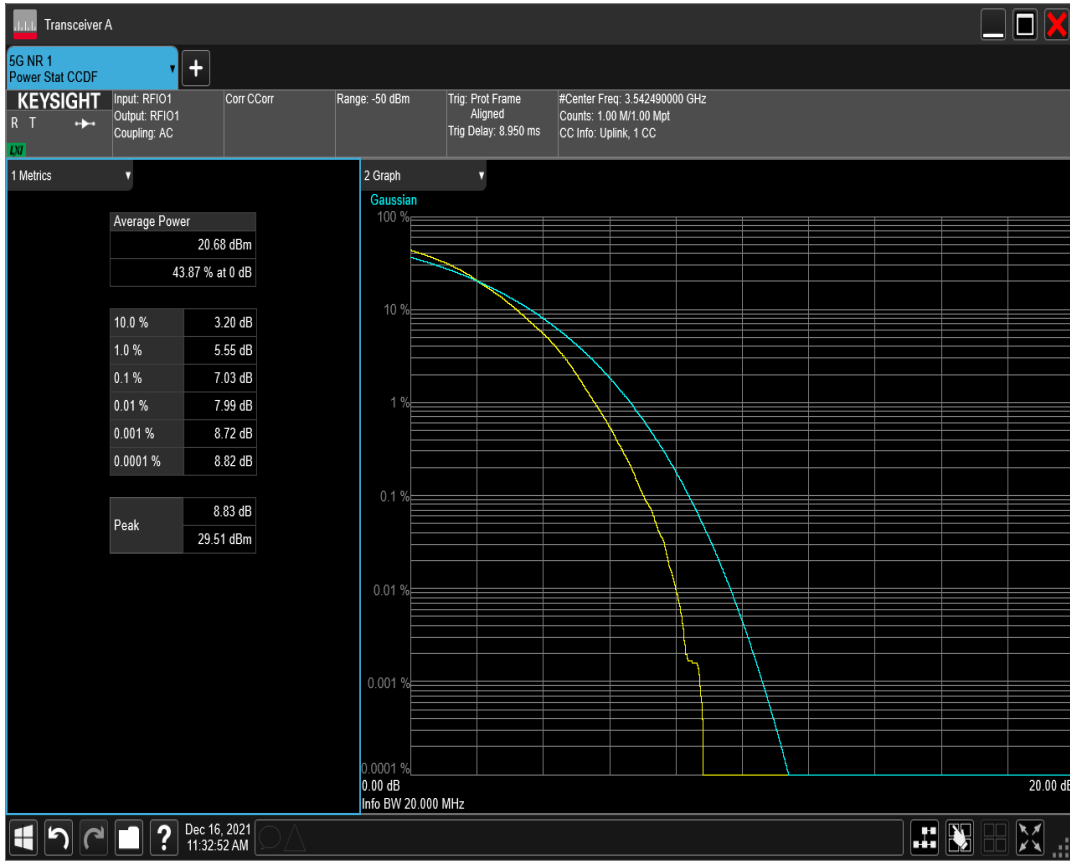 Transceiver A
5G NR 1
Power Stat CCDF
KEYSIGHT
R T
LXI
Input: RFIO1
Output: RFIO1
Coupling: AC
Corr CCorr
Range: -50 dBm
Trig: Prot Frame
Aligned
Trig Delay: 8.950 ms
#Center Freq: 3.542490000 GHz
Counts: 1.00 M/1.00 Mpt
CC Info: Uplink, 1 CC
1 Metrics
Average Power
20.68 dBm
43.87 % at 0 dB
10.0 % 3.20 dB
1.0 % 5.55 dB
0.1 % 7.03 dB
0.01 % 7.99 dB
0.001 % 8.72 dB
0.0001 % 8.82 dB
Peak
8.83 dB
29.51 dBm
2 Graph
Gaussian
100 %
10 %
1 %
0.1 %
0.01 %
0.001 %
0.0001 %
0.00 dB
20.00 dB
Info BW 20.000 MHz
?
Dec 16, 2021
11:32:52 AM